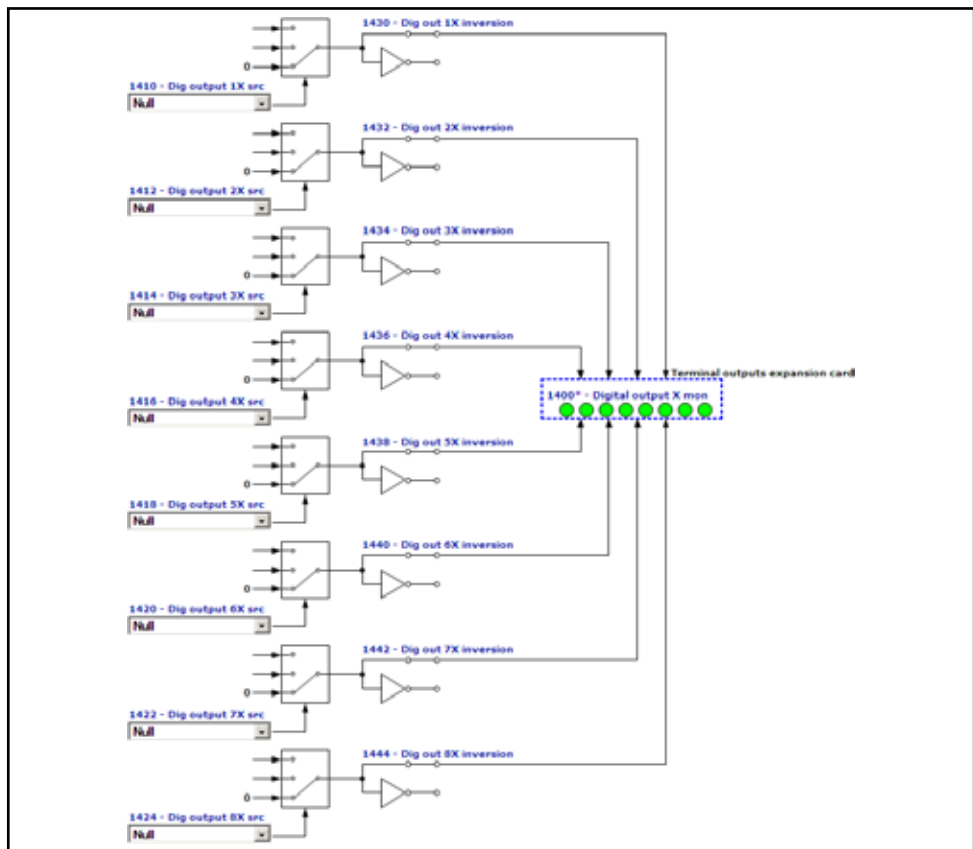 1430 - Dig out 1X inversion
0
1410 - Dig output 1X src
Null
1432 - Dig out 2X inversion
0
1412 - Dig output 2X src
Null
1434 - Dig out 3X inversion
0
1414 - Dig output 3X src
Null
1436 - Dig out 4X inversion
0
Terminal outputs expansion card
1400* - Digital output X mon
1416 - Dig output 4X src
Null
1438 - Dig out 5X inversion
0
1418 - Dig output 5X src
Null
1440 - Dig out 6X inversion
0
1420 - Dig output 6X src
Null
1442 - Dig out 7X inversion
0
1422 - Dig output 7X src
Null
1444 - Dig out 8X inversion
0
1424 - Dig output 8X src
Null